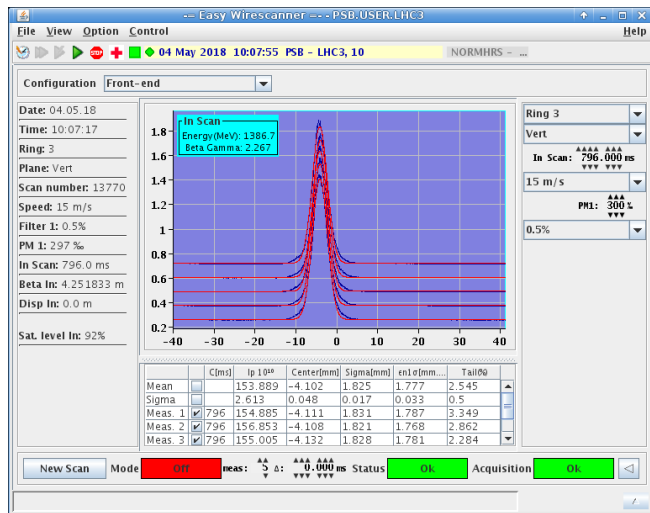 -= Easy Wirescanner =-- - PSB.USER.LHC3
File View Option Control Help
04 May 2018 10:07:55 PSB - LHC3, 10 NORMHRS - ...
Configuration Front-end
Date: 04.05.18
Time: 10:07:17
Ring: 3
Plane: Vert
Scan number: 13770
Speed: 15 m/s
Filter 1: 0.5%
PM 1: 297 ‰
In Scan: 796.0 ms
Beta In: 4.251833 m
Disp In: 0.0 m
Sat. level In: 92%
In Scan
Energy(MeV): 1386.7
Beta Gamma: 2.267
1.8
1.6
1.4
1.2
1
0.8
0.6
0.4
0.2
-40 -30 -20 -10 0 10 20 30 40
Ring 3
Vert
In Scan: 796.000 ms
15 m/s
PM1: 300 ‰
0.5%
C[ms] Ip 10¹⁰ Center[mm] Sigma[mm] εn1σ[mm.... Tail
Mean 153.889 -4.102 1.825 1.777 2.545
Sigma 2.613 0.048 0.017 0.033 0.5
Meas. 1 796 154.885 -4.111 1.831 1.787 3.349
Meas. 2 796 156.853 -4.108 1.821 1.768 2.862
Meas. 3 796 155.005 -4.132 1.828 1.781 2.284
New Scan Mode Off meas: 5 Δ: 0.000 ms Status Ok Acquisition Ok